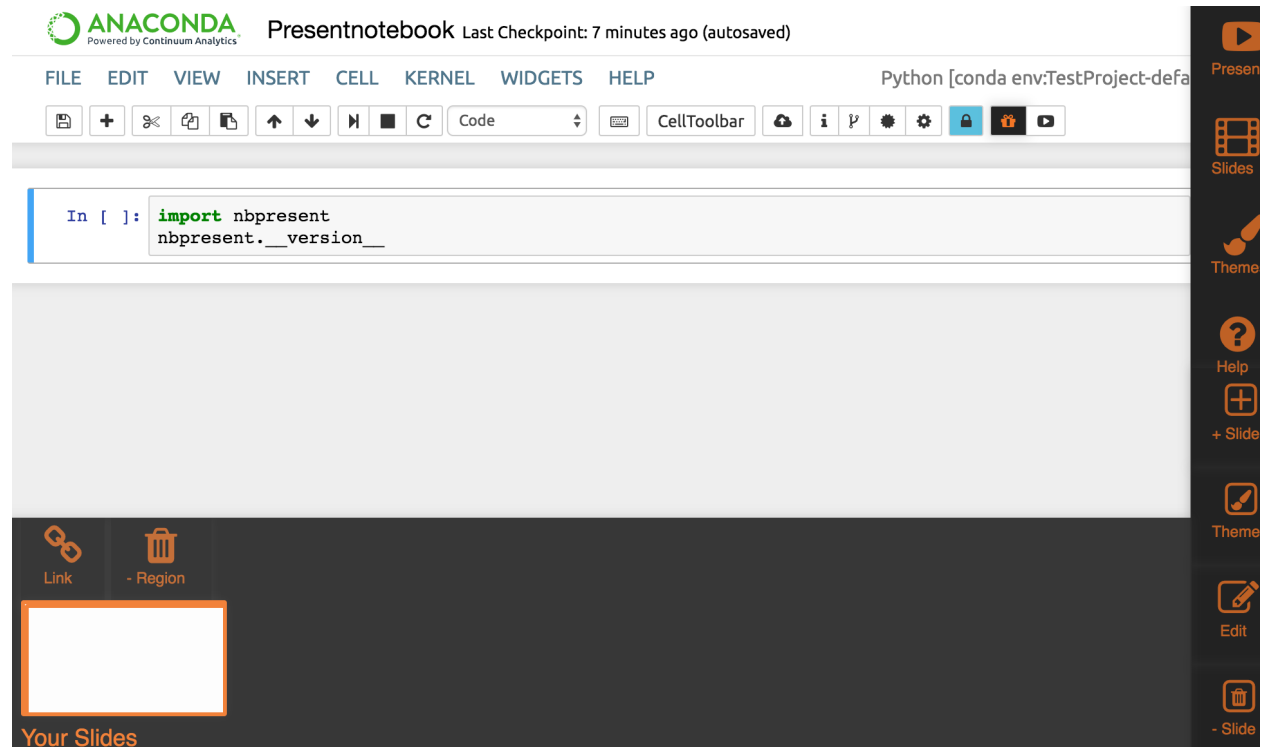 ANACONDA
Powered by Continuum Analytics
Presentnotebook Last Checkpoint: 7 minutes ago (autosaved)
FILE EDIT VIEW INSERT CELL KERNEL WIDGETS HELP Python [conda env:TestProject-defa
Code CellToolbar
In [ ]: import nbpresent
nbpresent.__version__
Presen
Slides
Theme
Help
+ Slide
Theme
Edit
- Slide
Link - Region
Your Slides